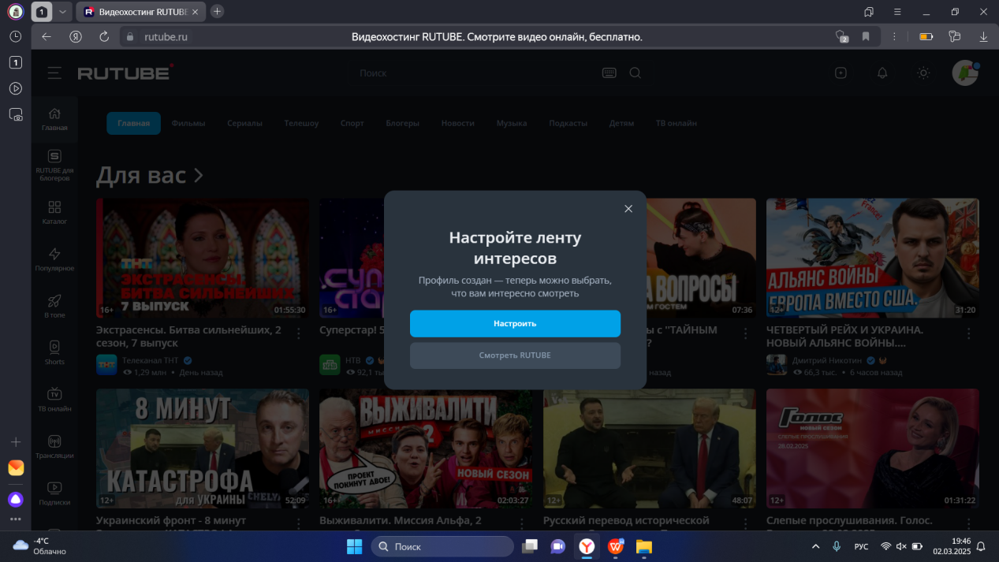 1
Видеохостинг RUTUBE
rutube.ru
Видеохостинг RUTUBE. Смотрите видео онлайн, бесплатно.
2
1
RUTUBE
Поиск
Главная
RUTUBE для
блогеров
Каталог
Популярное
В топе
Shorts
ТВ онлайн
Трансляции
Подписки
Главная Фильмы Сериалы Телешоу Спорт Блогеры Новости Музыка Подкасты Детям ТВ онлайн
Для вас
ТНТ
ЭКСТРАСЕНСЫ.
БИТВА СИЛЬНЕЙШИХ
7 ВЫПУСК
16+
01:55:30
Экстрасенсы. Битва сильнейших, 2
сезон, 7 выпуск
Телеканал ТНТ
1,29 млн • День назад
16+
Суперстар! 5
НТВ
92,1 ты
ВОПРОСЫ
ГОСТЕМ
07:36
ы с "ТАЙНЫМ
?
назад
France!
АЛЬЯНС ВОЙНЫ
ЕВРОПА ВМЕСТО США.
12+
31:20
ЧЕТВЕРТЫЙ РЕЙХ И УКРАИНА.
НОВЫЙ АЛЬЯНС ВОЙНЫ....
Дмитрий Никотин
66,3 тыс. • 6 часов назад
Настройте ленту
интересов
Профиль создан — теперь можно выбрать,
что вам интересно смотреть
Настроить
Смотреть RUTUBE
8 МИНУТ
КАТАСТРОФА
для УКРАИНЫ
12+
52:09
Украинский фронт - 8 минут
ВЫЖИВАЛИТИ
2
ПРОЕКТ
ПОКИНУТ ДВОЕ!
НОВЫЙ СЕЗОН
16+
02:03:27
Выживалити. Миссия Альфа, 2
12+
48:07
Русский перевод исторической
Голос
НОВЫЙ СЕЗОН
СЛЕПЫЕ ПРОСЛУШИВАНИЯ
28.02.2025
12+
01:31:22
Слепые прослушивания. Голос.
-4°C
Облачно
Поиск
РУС
19:46
02.03.2025